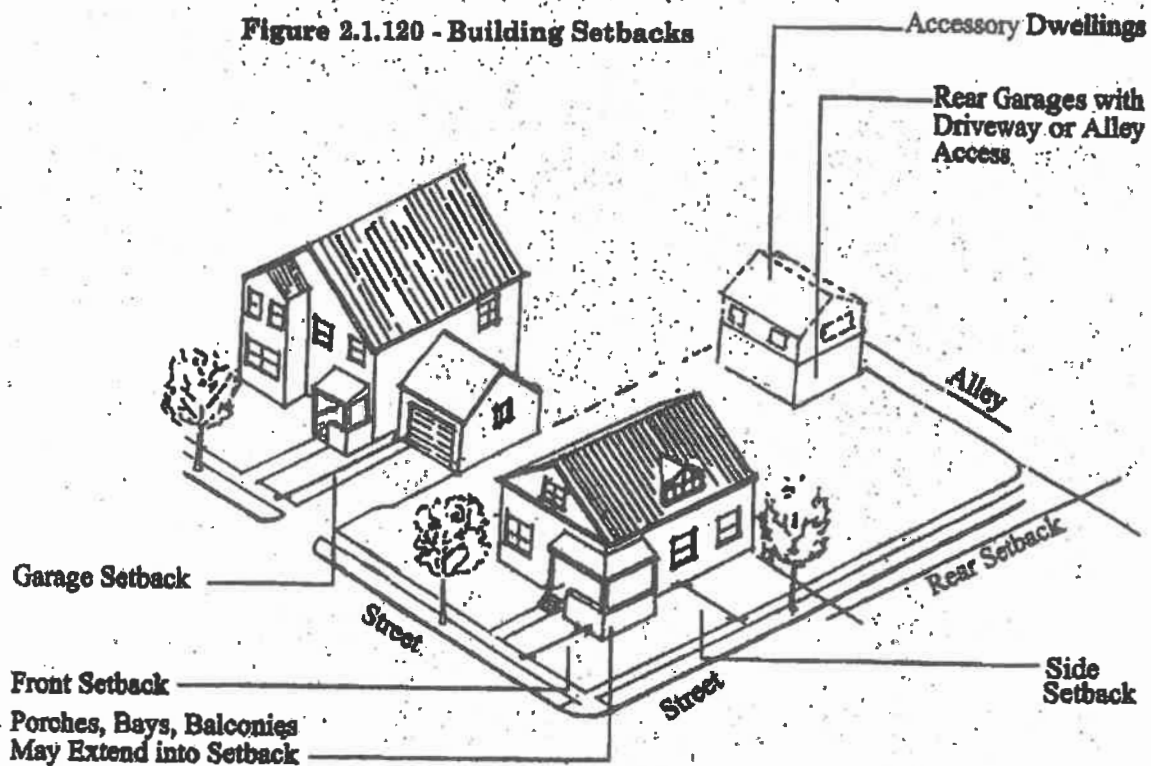 Figure 2.1.120 - Building Setbacks
Accessory Dwellings
Rear Garages with
Driveway or Alley
Access
Alley
Garage Setback
Street
Rear Setback
Front Setback
Street
Side
Setback
Porches, Bays, Balconies
May Extend into Setback